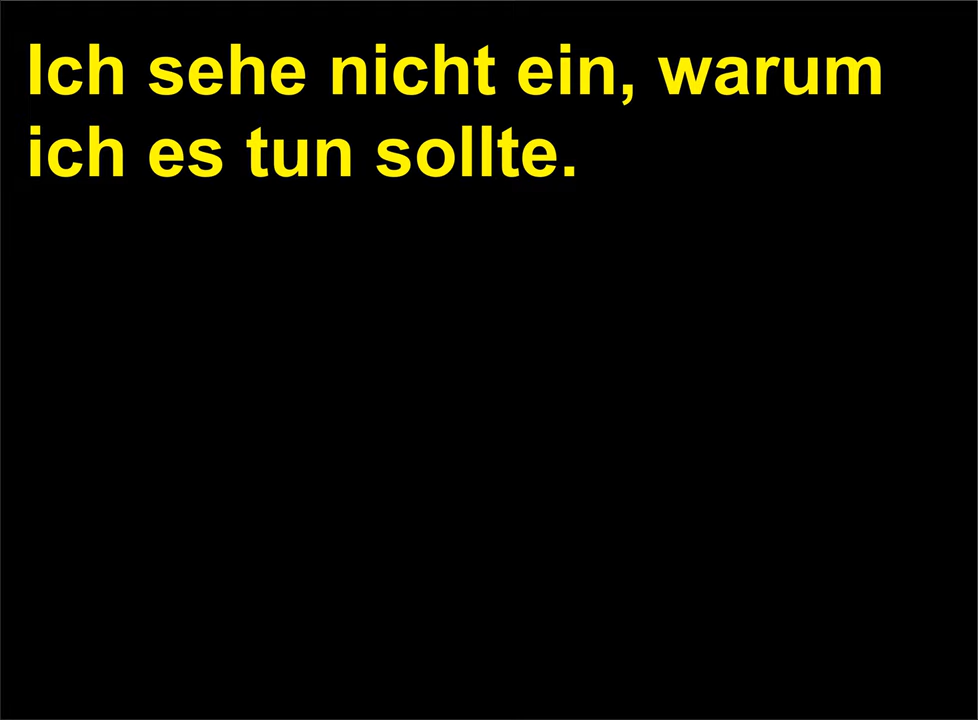 Ich sehe nicht ein, warum
ich es tun sollte.